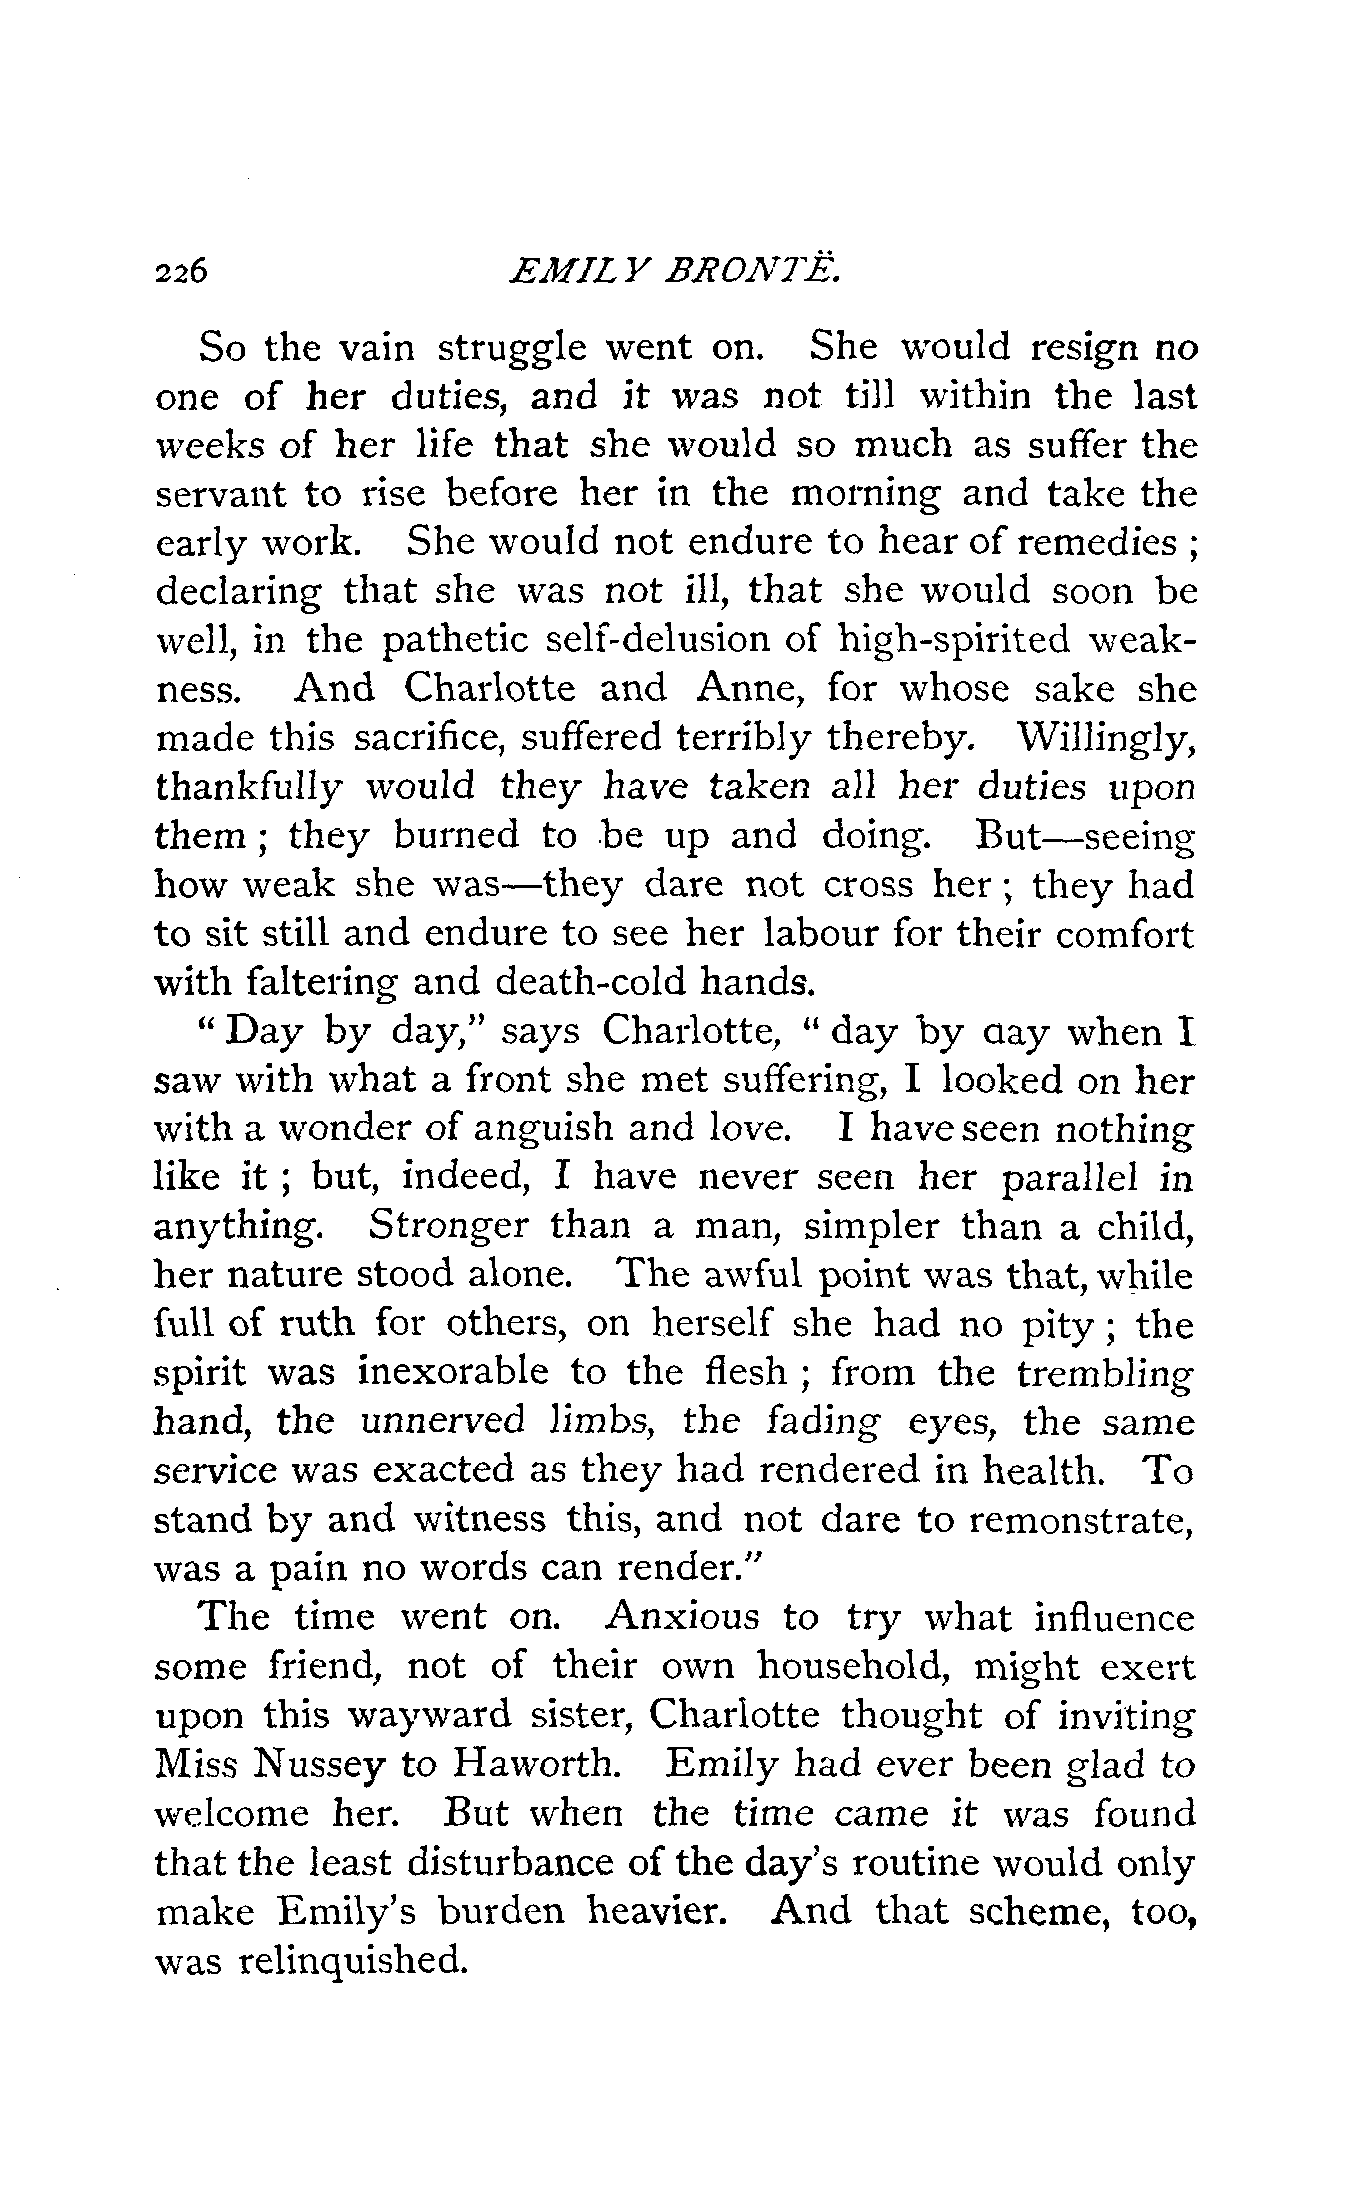 226 EMILY BRONTË.
So the vain struggle went on. She would resign no
one of her duties, and it was not till within the last
weeks of her life that she would so much as suffer the
servant to rise before her in the morning and take the
early work. She would not endure to hear of remedies ;
declaring that she was not ill, that she would soon be
well, in the pathetic self-delusion of high-spirited weak-
ness. And Charlotte and Anne, for whose sake she
made this sacrifice, suffered terribly thereby. Willingly,
thankfully would they have taken all her duties upon
them ; they burned to be up and doing. But—seeing
how weak she was—they dare not cross her ; they had
to sit still and endure to see her labour for their comfort
with faltering and death-cold hands.
" Day by day," says Charlotte, " day by day when I
saw with what a front she met suffering, I looked on her
with a wonder of anguish and love. I have seen nothing
like it ; but, indeed, I have never seen her parallel in
anything. Stronger than a man, simpler than a child,
her nature stood alone. The awful point was that, while
full of ruth for others, on herself she had no pity ; the
spirit was inexorable to the flesh ; from the trembling
hand, the unnerved limbs, the fading eyes, the same
service was exacted as they had rendered in health. To
stand by and witness this, and not dare to remonstrate,
was a pain no words can render."
The time went on. Anxious to try what influence
some friend, not of their own household, might exert
upon this wayward sister, Charlotte thought of inviting
Miss Nussey to Haworth. Emily had ever been glad to
welcome her. But when the time came it was found
that the least disturbance of the day's routine would only
make Emily's burden heavier. And that scheme, too,
was relinquished.